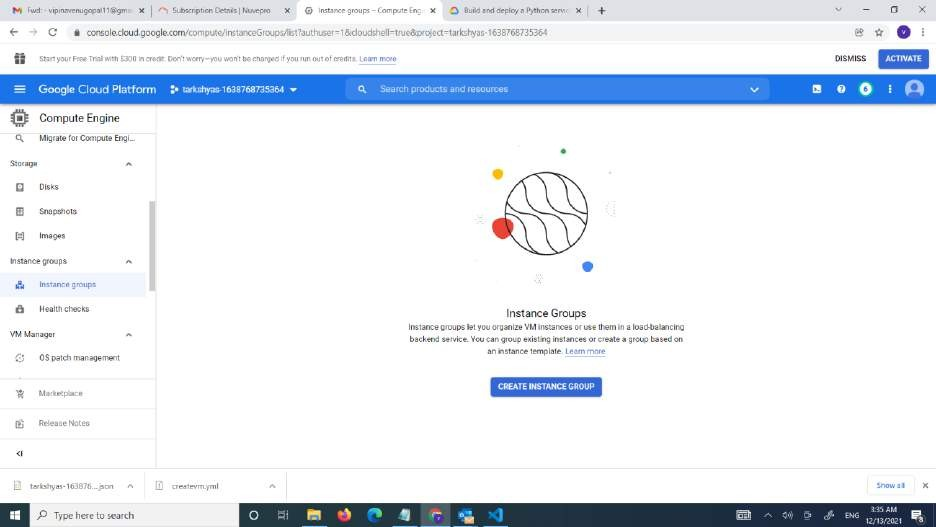 Fwd: - vipinavenugopal11@gma
Subscription Details | Nuvepro
Instance groups – Compute Eng
Build and deploy a Python servic
console.cloud.google.com/compute/instanceGroups/list?authuser=1&cloudshell=true&project=tarkshyas-1638768735364
V
Start your Free Trial with $300 in credit. Don't worry—you won't be charged if you run out of credits. Learn more
DISMISS
ACTIVATE
Google Cloud Platform
tarkshyas-1638768735364
Search products and resources
6
Compute Engine
Migrate for Compute Engi...
Storage
Disks
Snapshots
Images
Instance groups
Instance groups
Health checks
VM Manager
OS patch management
Marketplace
Release Notes
Instance Groups
Instance groups let you organize VM instances or use them in a load-balancing
backend service. You can group existing instances or create a group based on
an instance template. Learn more
CREATE INSTANCE GROUP
tarkshyas-163876....json
createvm.yml
Show all
Type here to search
ENG
3:35 AM
12/13/2021
8